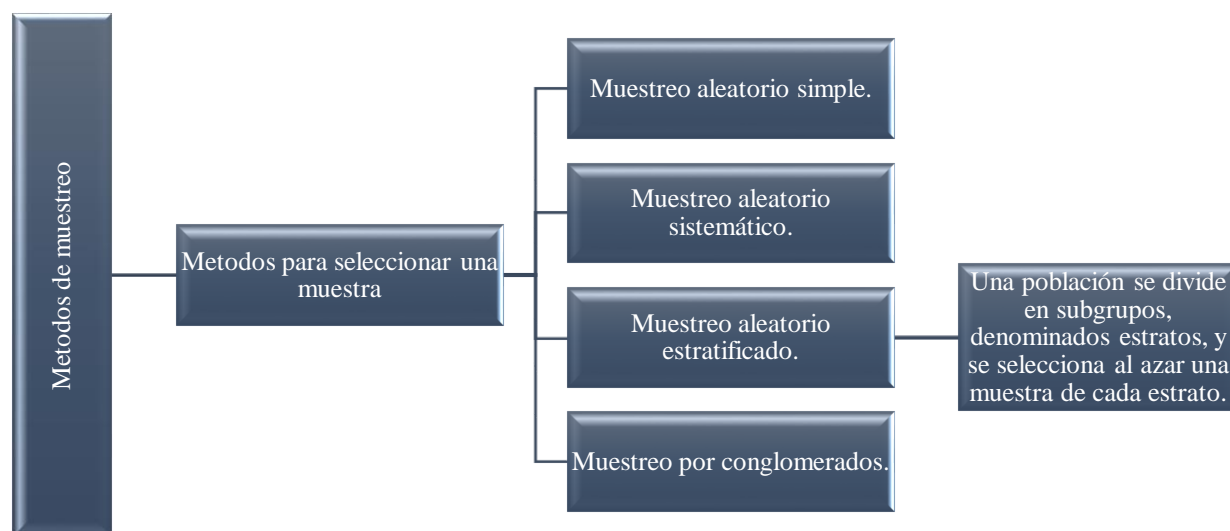 Metodos de muestreo
Metodos para seleccionar una
muestra
Muestreo aleatorio simple.
Muestreo aleatorio
sistemático.
Muestreo aleatorio
estratificado.
Una población se divide
en subgrupos,
denominados estratos, y
se selecciona al azar una
muestra de cada estrato.
Muestreo por conglomerados.